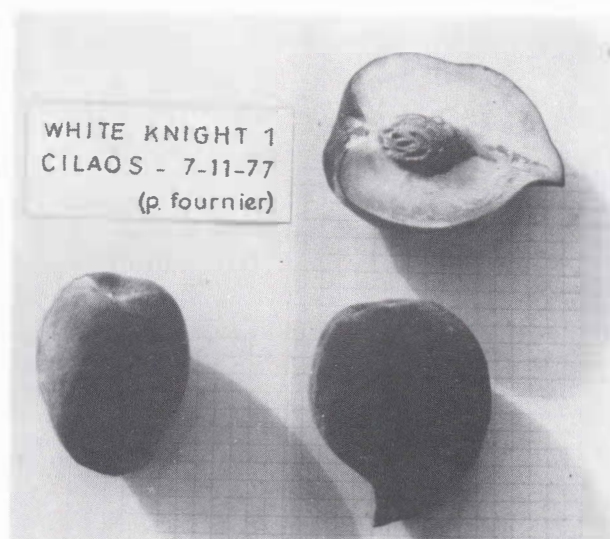 WHITE KNIGHT 1
CILAOS - 7-11-77
(p. fournier)